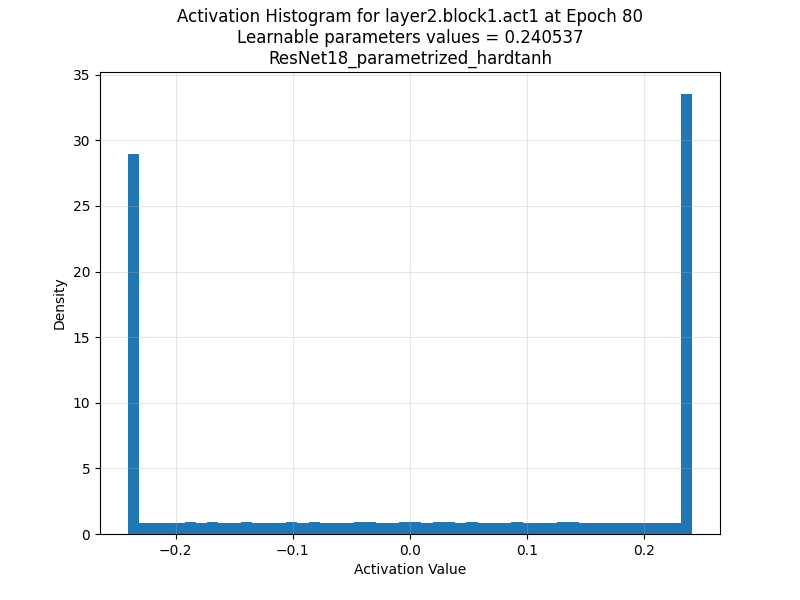 Activation Histogram for layer2.block1.act1 at Epoch 80
Learnable parameters values = 0.240537
ResNet18_parametrized_hardtanh
35
30
25
20
15
10
5
0
Density
−0.2
−0.1
0.0
0.1
0.2
Activation Value